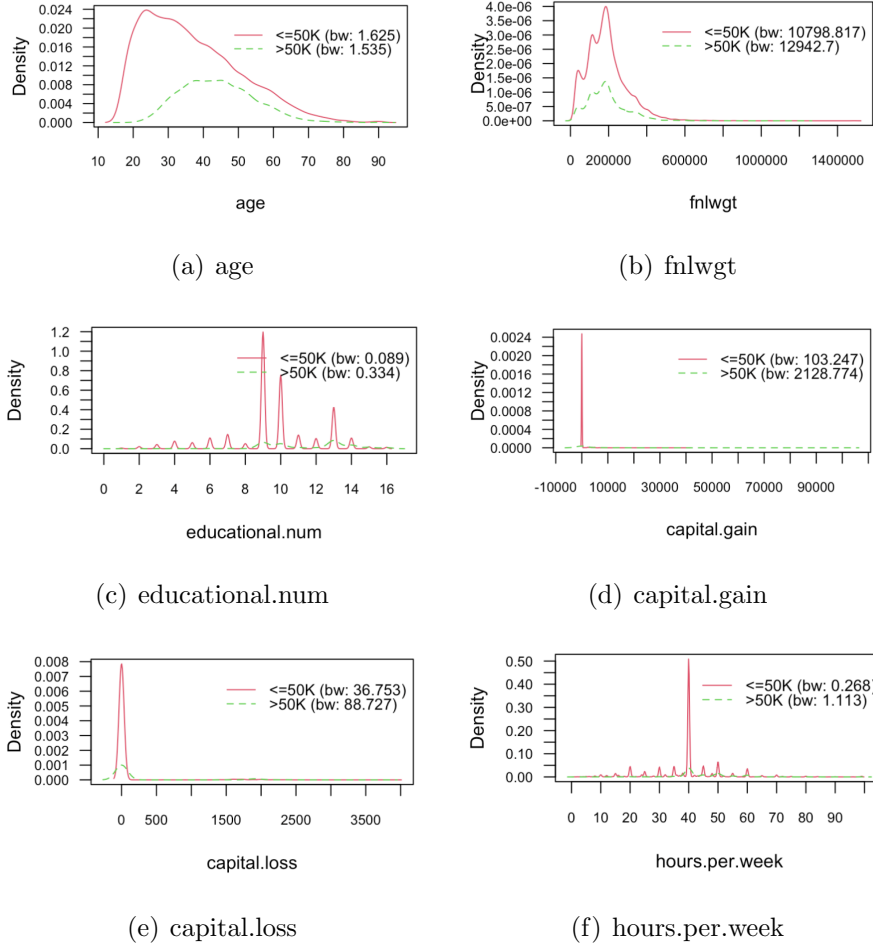 Density
0.024
0.020
0.016
0.012
0.008
0.004
0.000
<=50K (bw: 1.625)
>50K (bw: 1.535)
10 20 30 40 50 60 70 80 90
age
(a) age
Density
4.0e-06
3.5e-06
3.0e-06
2.5e-06
2.0e-06
1.5e-06
1.0e-06
5.0e-07
0.0e+00
<=50K (bw: 10798.817)
>50K (bw: 12942.7)
0 200000 600000 1000000 1400000
fnlwgt
(b) fnlwgt
Density
1.2
1.0
0.8
0.6
0.4
0.2
0.0
<=50K (bw: 0.089)
>50K (bw: 0.334)
0 2 4 6 8 10 12 14 16
educational.num
(c) educational.num
Density
0.0024
0.0020
0.0016
0.0012
0.0008
0.0004
0.0000
<=50K (bw: 103.247)
>50K (bw: 2128.774)
-10000 10000 30000 50000 70000 90000
capital.gain
(d) capital.gain
Density
0.008
0.007
0.006
0.005
0.004
0.003
0.002
0.001
0.000
<=50K (bw: 36.753)
>50K (bw: 88.727)
0 500 1500 2500 3500
capital.loss
(e) capital.loss
Density
0.50
0.40
0.30
0.20
0.10
0.00
<=50K (bw: 0.268)
>50K (bw: 1.113)
0 10 20 30 40 50 60 70 80 90
hours.per.week
(f) hours.per.week